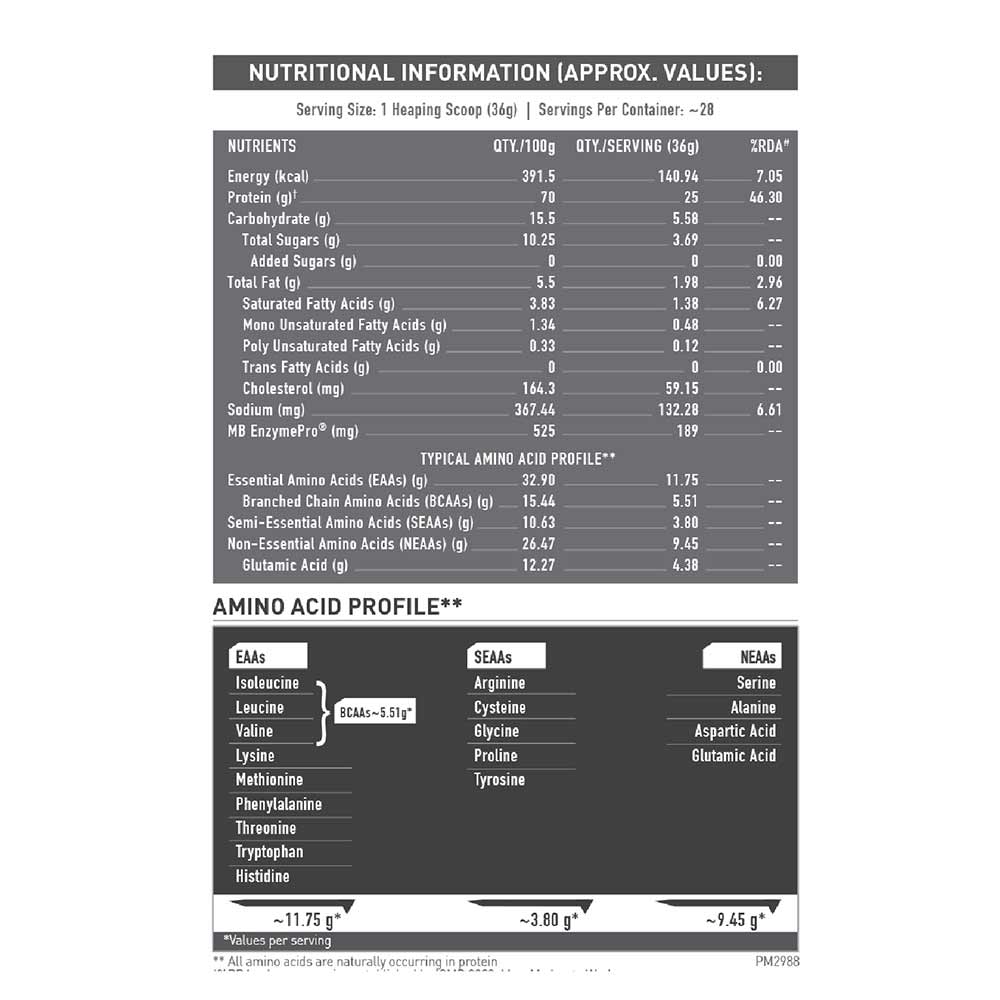 NUTRITIONAL INFORMATION (APPROX. VALUES):
Serving Size: 1 Heaping Scoop (36g) | Servings Per Container: ~28
NUTRIENTS QTY./100g QTY./SERVING (36g) %RDA#
Energy (kcal) 391.5 140.94 7.05
Protein (g)† 70 25 46.30
Carbohydrate (g) 15.5 5.58 --
Total Sugars (g) 10.25 3.69 --
Added Sugars (g) 0 0 0.00
Total Fat (g) 5.5 1.98 2.96
Saturated Fatty Acids (g) 3.83 1.38 6.27
Mono Unsaturated Fatty Acids (g) 1.34 0.48 --
Poly Unsaturated Fatty Acids (g) 0.33 0.12 --
Trans Fatty Acids (g) 0 0 0.00
Cholesterol (mg) 164.3 59.15 --
Sodium (mg) 367.44 132.28 6.61
MB EnzymePro® (mg) 525 189 --
TYPICAL AMINO ACID PROFILE**
Essential Amino Acids (EAAs) (g) 32.90 11.75 --
Branched Chain Amino Acids (BCAAs) (g) 15.44 5.51 --
Semi-Essential Amino Acids (SEAAs) (g) 10.63 3.80 --
Non-Essential Amino Acids (NEAAs) (g) 26.47 9.45 --
Glutamic Acid (g) 12.27 4.38 --
AMINO ACID PROFILE**
EAAs SEAAs NEAAs
Isoleucine Arginine Serine
Leucine BCAAs~5.51g* Cysteine Alanine
Valine Glycine Aspartic Acid
Lysine Proline Glutamic Acid
Methionine Tyrosine
Phenylalanine
Threonine
Tryptophan
Histidine
~11.75 g* ~3.80 g* ~9.45 g*
*Values per serving
** All amino acids are naturally occurring in protein PM2988